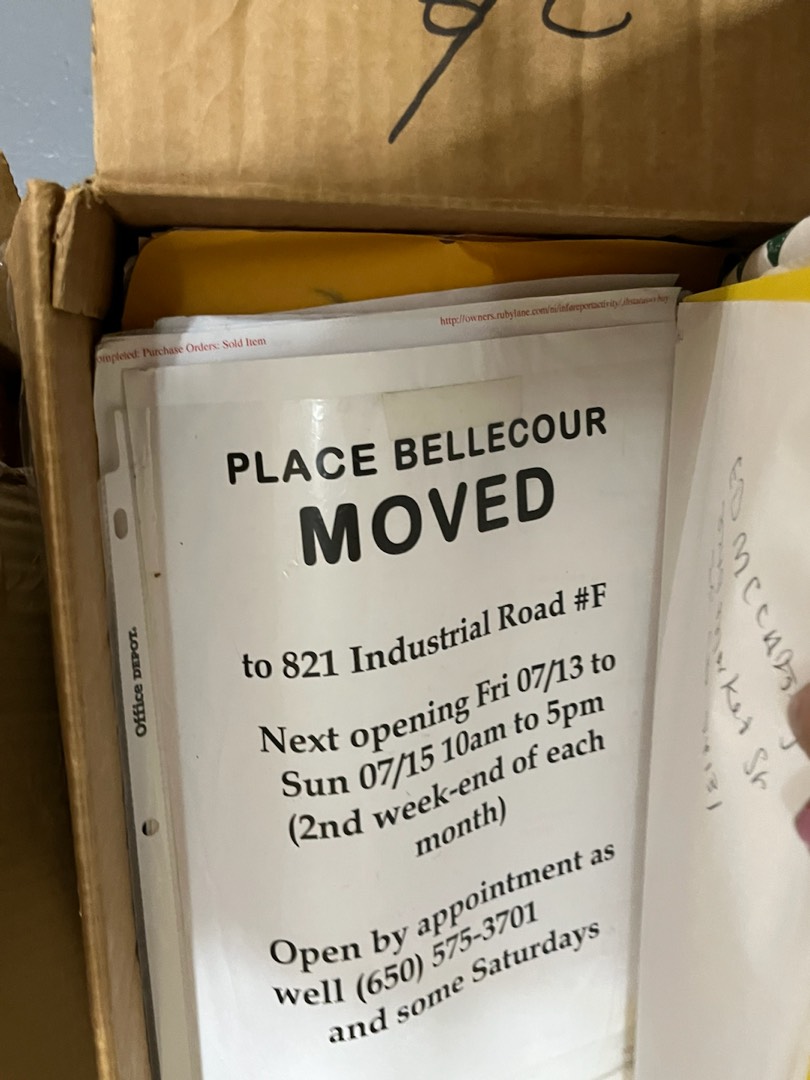 ompleted: Purchase Orders: Sold Item
PLACE BELLECOUR
MOVED
to 821 Industrial Road #F
Next opening Fri 07/13 to
Sun 07/15 10am to 5pm
(2nd week-end of each
month)
Open by appointment as
well (650) 575-3701
and some Saturdays
Office DEPOT.